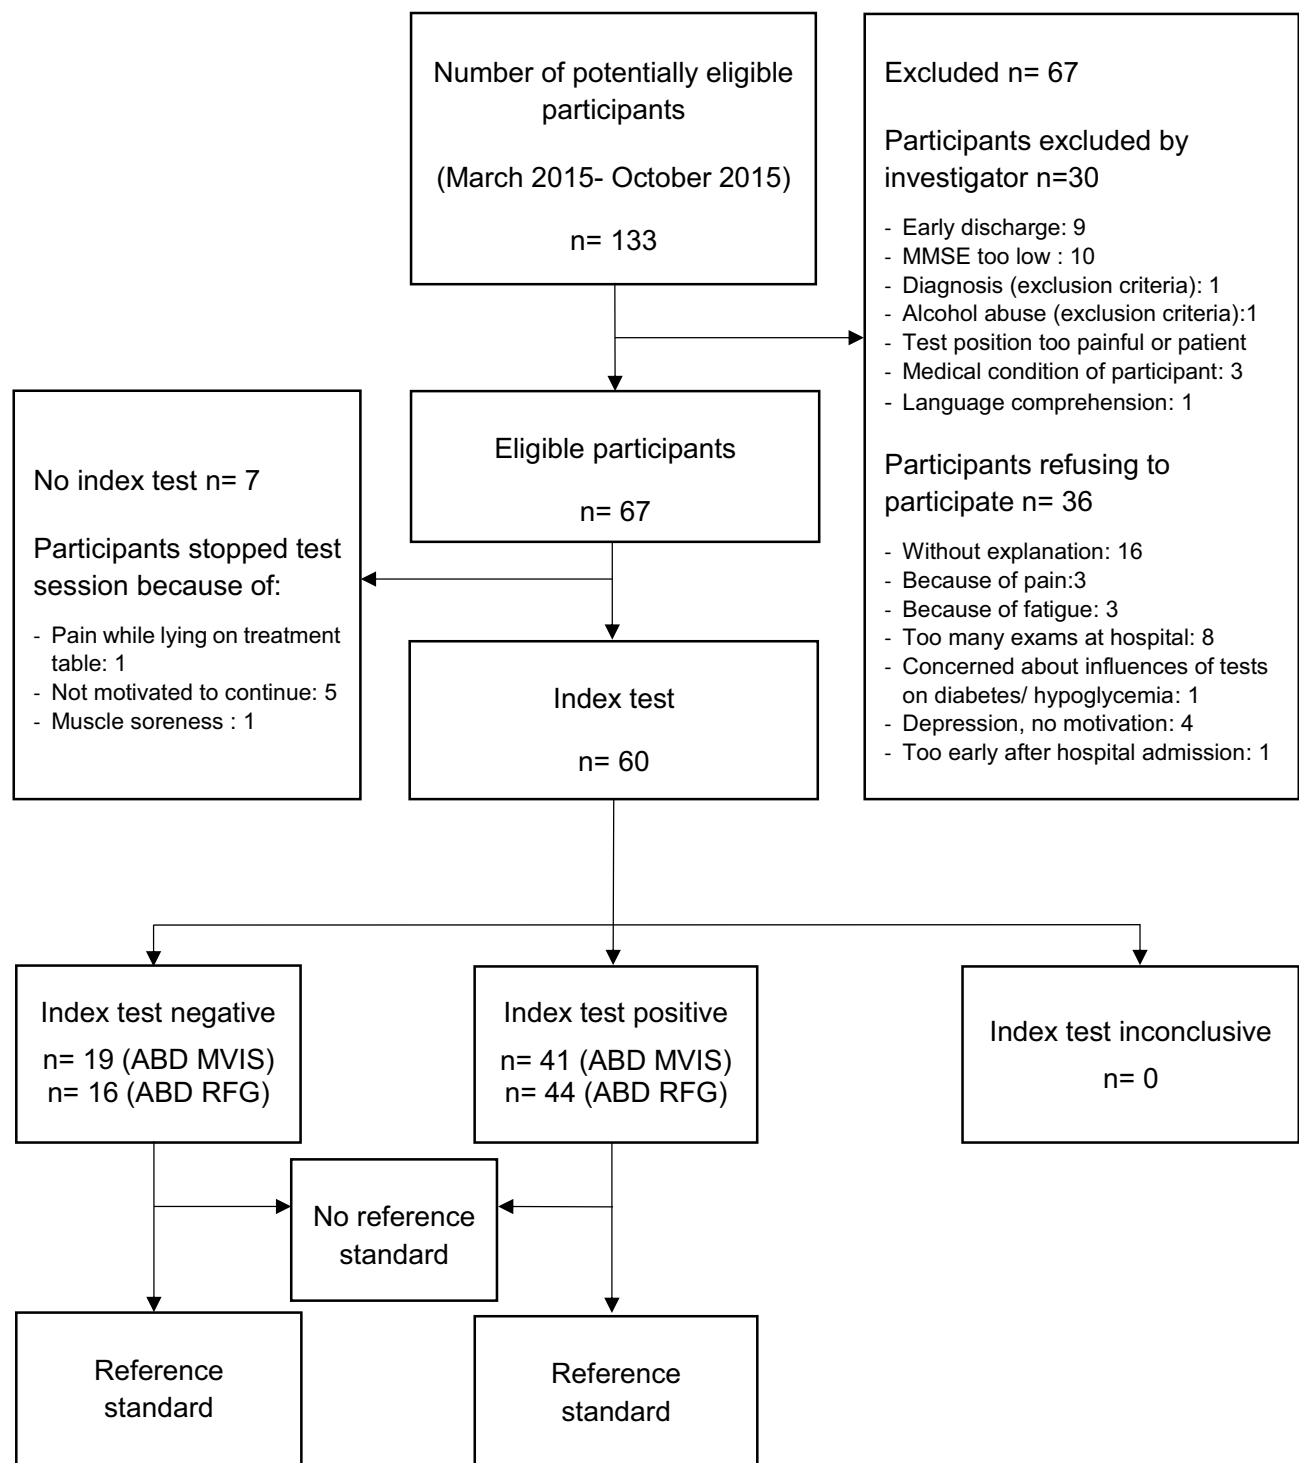 Number of potentially eligible
participants
(March 2015- October 2015)
n= 133
Excluded n= 67
Participants excluded by
investigator n=30
- Early discharge: 9
- MMSE too low : 10
- Diagnosis (exclusion criteria): 1
- Alcohol abuse (exclusion criteria):1
- Test position too painful or patient
- Medical condition of participant: 3
- Language comprehension: 1
Participants refusing to
participate n= 36
- Without explanation: 16
- Because of pain:3
- Because of fatigue: 3
- Too many exams at hospital: 8
- Concerned about influences of tests
on diabetes/ hypoglycemia: 1
- Depression, no motivation: 4
- Too early after hospital admission: 1
Eligible participants
n= 67
No index test n= 7
Participants stopped test
session because of:
- Pain while lying on treatment
table: 1
- Not motivated to continue: 5
- Muscle soreness : 1
Index test
n= 60
Index test negative
n= 19 (ABD MVIS)
n= 16 (ABD RFG)
Index test positive
n= 41 (ABD MVIS)
n= 44 (ABD RFG)
Index test inconclusive
n= 0
No reference
standard
Reference
standard
Reference
standard